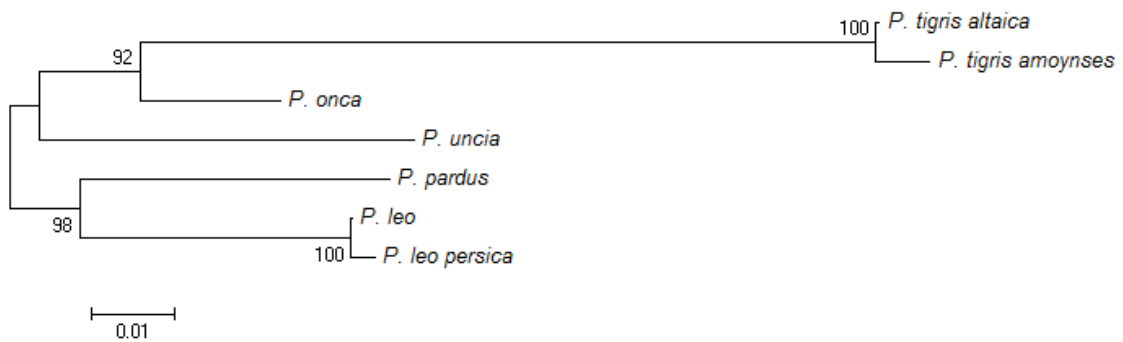 100 P. tigris altaica
92 P. tigris amoynses
P. onca
P. uncia
P. pardus
98 P. leo
100 P. leo persica
0.01